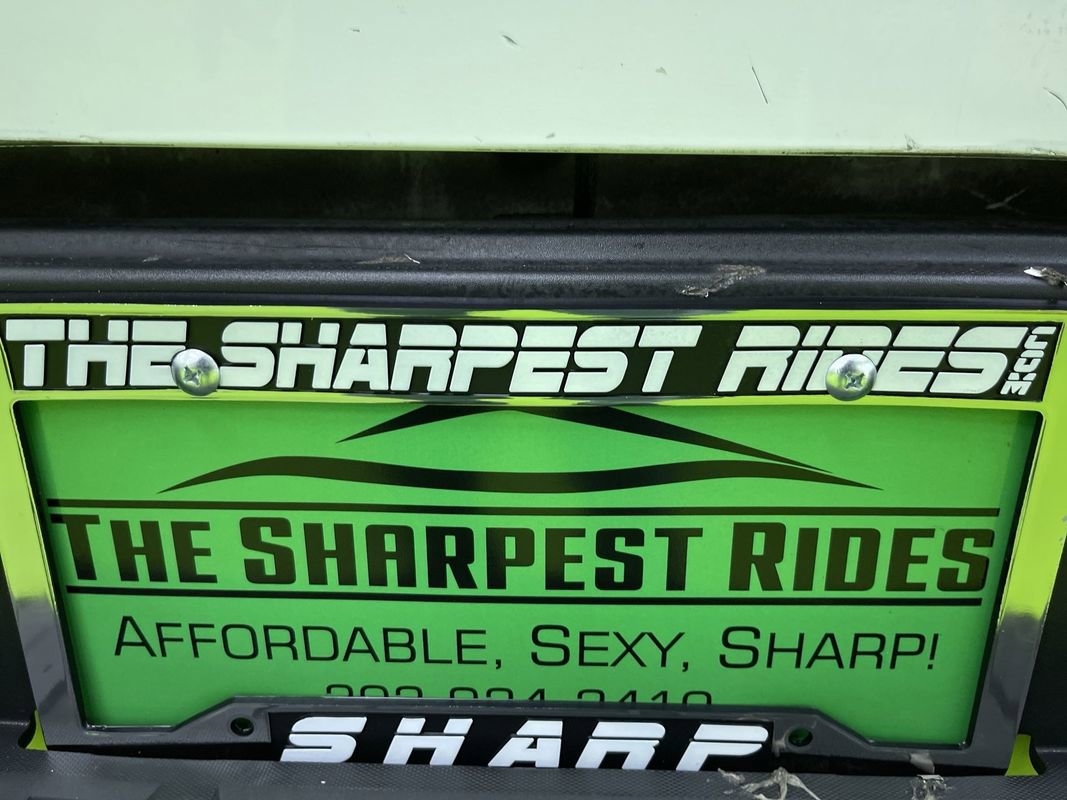 THE SHARPEST RIDES.COM
THE SHARPEST RIDES
AFFORDABLE, SEXY, SHARP!
SHARP